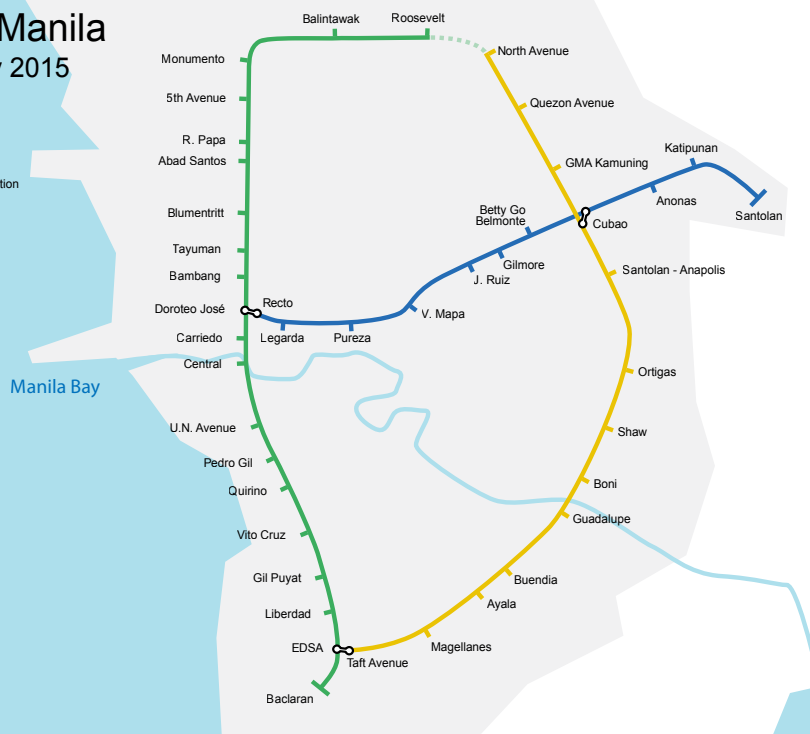 Manila
2015
tion
Balintawak
Roosevelt
Monumento
North Avenue
5th Avenue
Quezon Avenue
R. Papa
Abad Santos
GMA Kamuning
Katipunan
Anonas
Santolan
Blumentritt
Betty Go
Belmonte
Cubao
Tayuman
Gilmore
J. Ruiz
Bambang
Santolan - Anapolis
Doroteo José
Recto
V. Mapa
Carriedo
Legarda
Pureza
Central
Manila Bay
Ortigas
U.N. Avenue
Shaw
Pedro Gil
Quirino
Boni
Guadalupe
Vito Cruz
Gil Puyat
Buendia
Ayala
Liberdad
EDSA
Taft Avenue
Magellanes
Baclaran